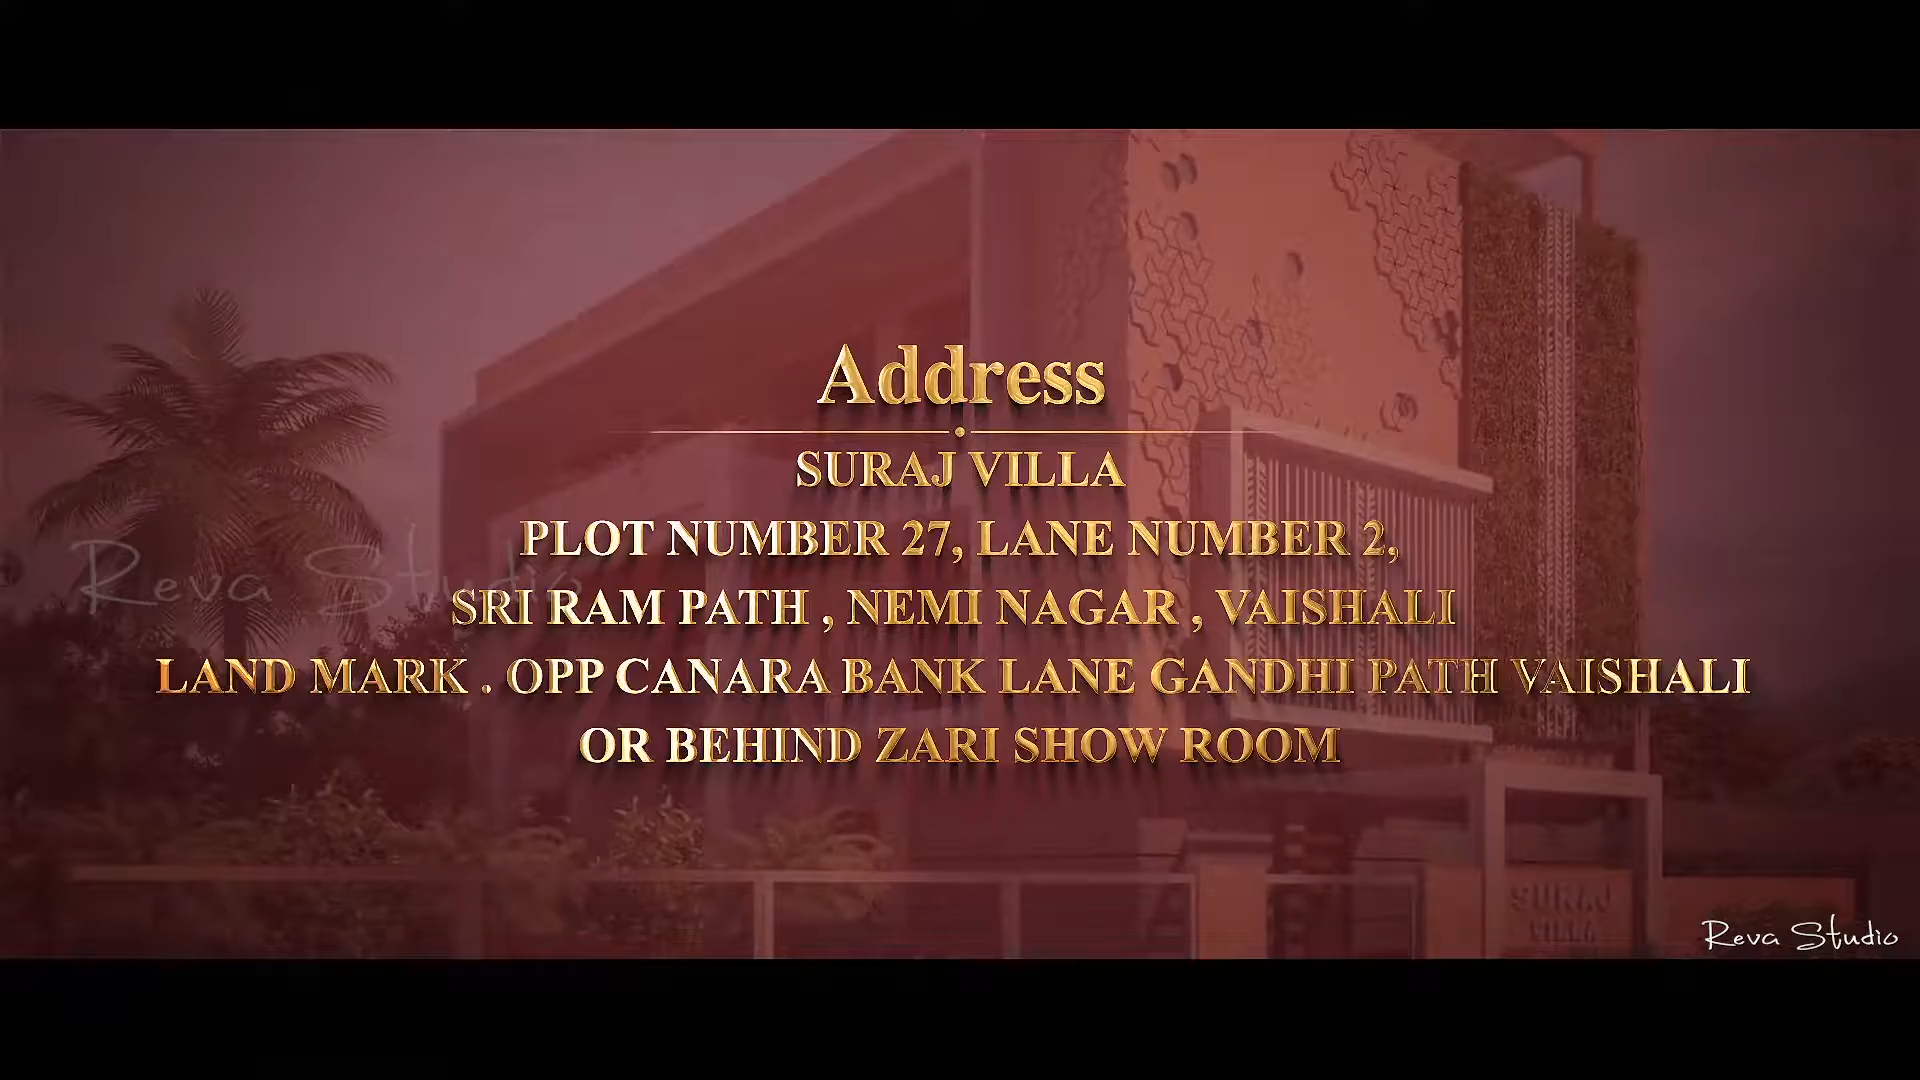 Address
SURAJ VILLA
PLOT NUMBER 27, LANE NUMBER 2,
SRI RAM PATH , NEMI NAGAR , VAISHALI
Reva Studio
LAND MARK . OPP CANARA BANK LANE GANDHI PATH VAISHALI
OR BEHIND ZARI SHOW ROOM
SURAJ
VILLA
Reva Studio